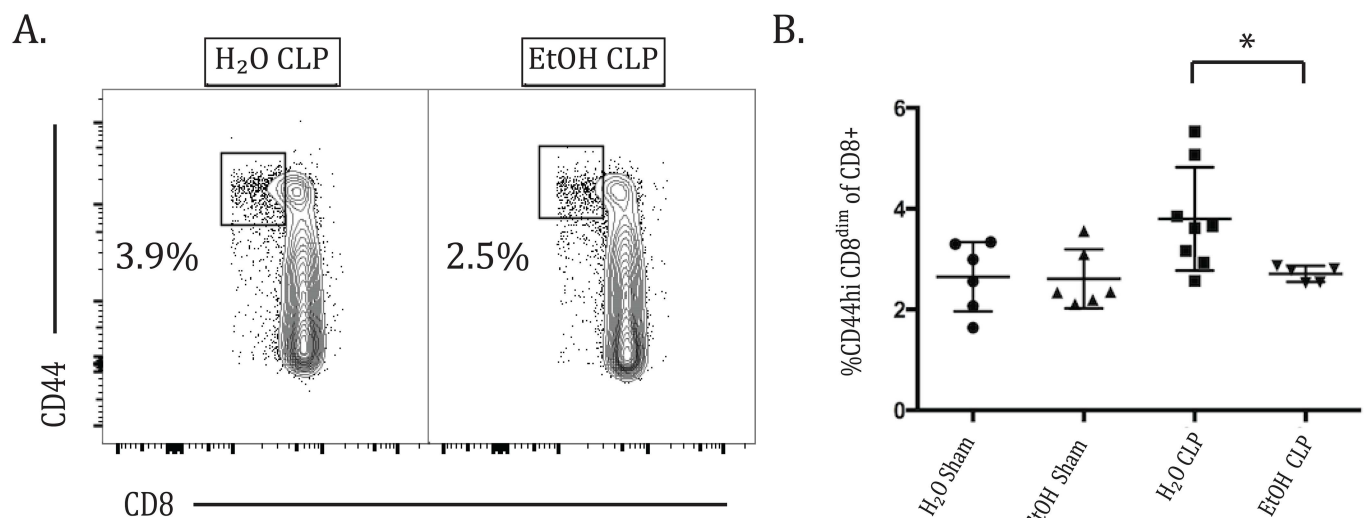 A.
H₂O CLP
EtOH CLP
3.9%
2.5%
CD44
CD8
B.
*
%CD44hi CD8ᵈⁱᵐ of CD8+
6
4
2
0
H₂O Sham
tOH Sham
H₂O CLP
EtOH CLP